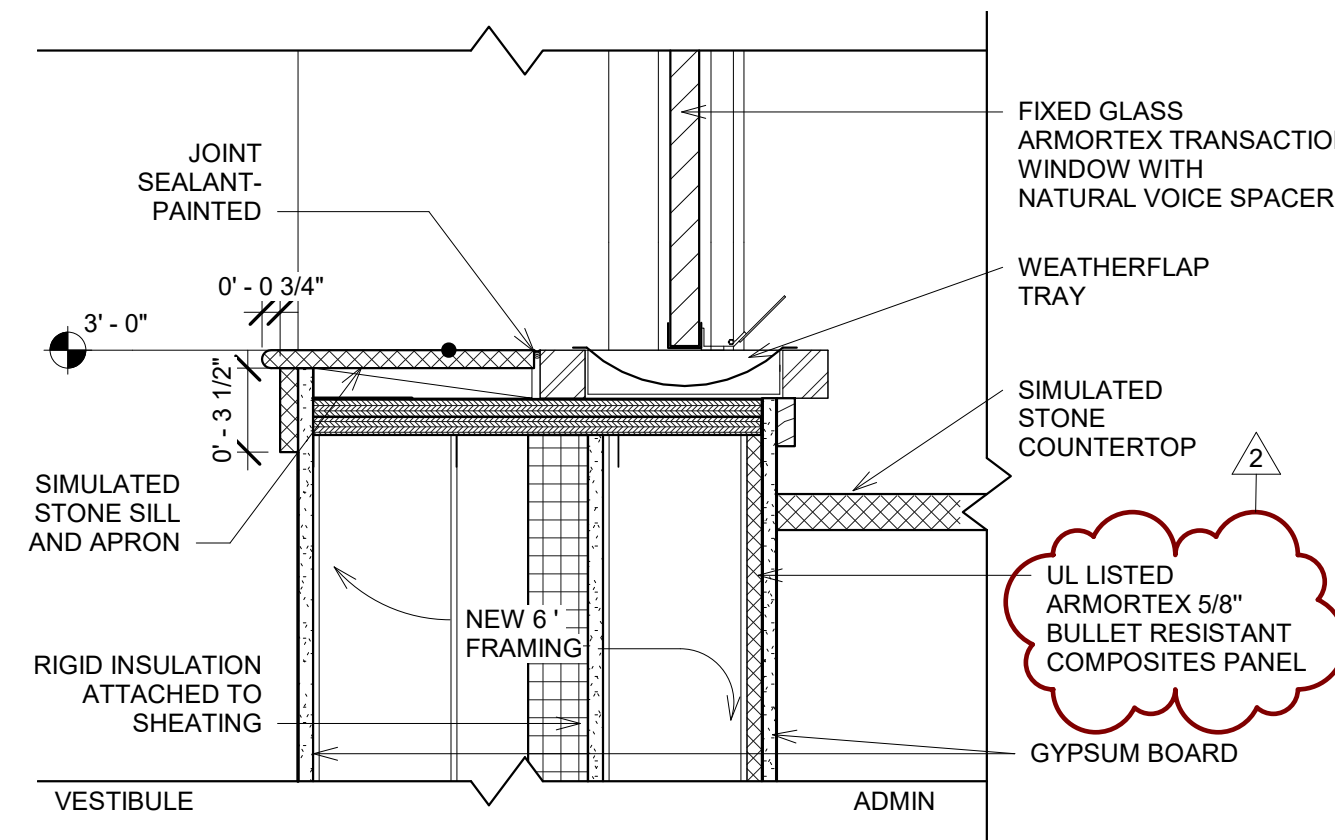 FIXED GLASS
ARMORTEX TRANSACTION
WINDOW WITH
NATURAL VOICE SPACER
JOINT
SEALANT-
PAINTED
WEATHERFLAP
TRAY
0' - 0 3/4"
3' - 0"
0' - 3 1/2"
SIMULATED
STONE
COUNTERTOP
2
SIMULATED
STONE SILL
AND APRON
UL LISTED
ARMORTEX 5/8"
BULLET RESISTANT
COMPOSITES PANEL
NEW 6 '
FRAMING
RIGID INSULATION
ATTACHED TO
SHEATING
GYPSUM BOARD
VESTIBULE
ADMIN